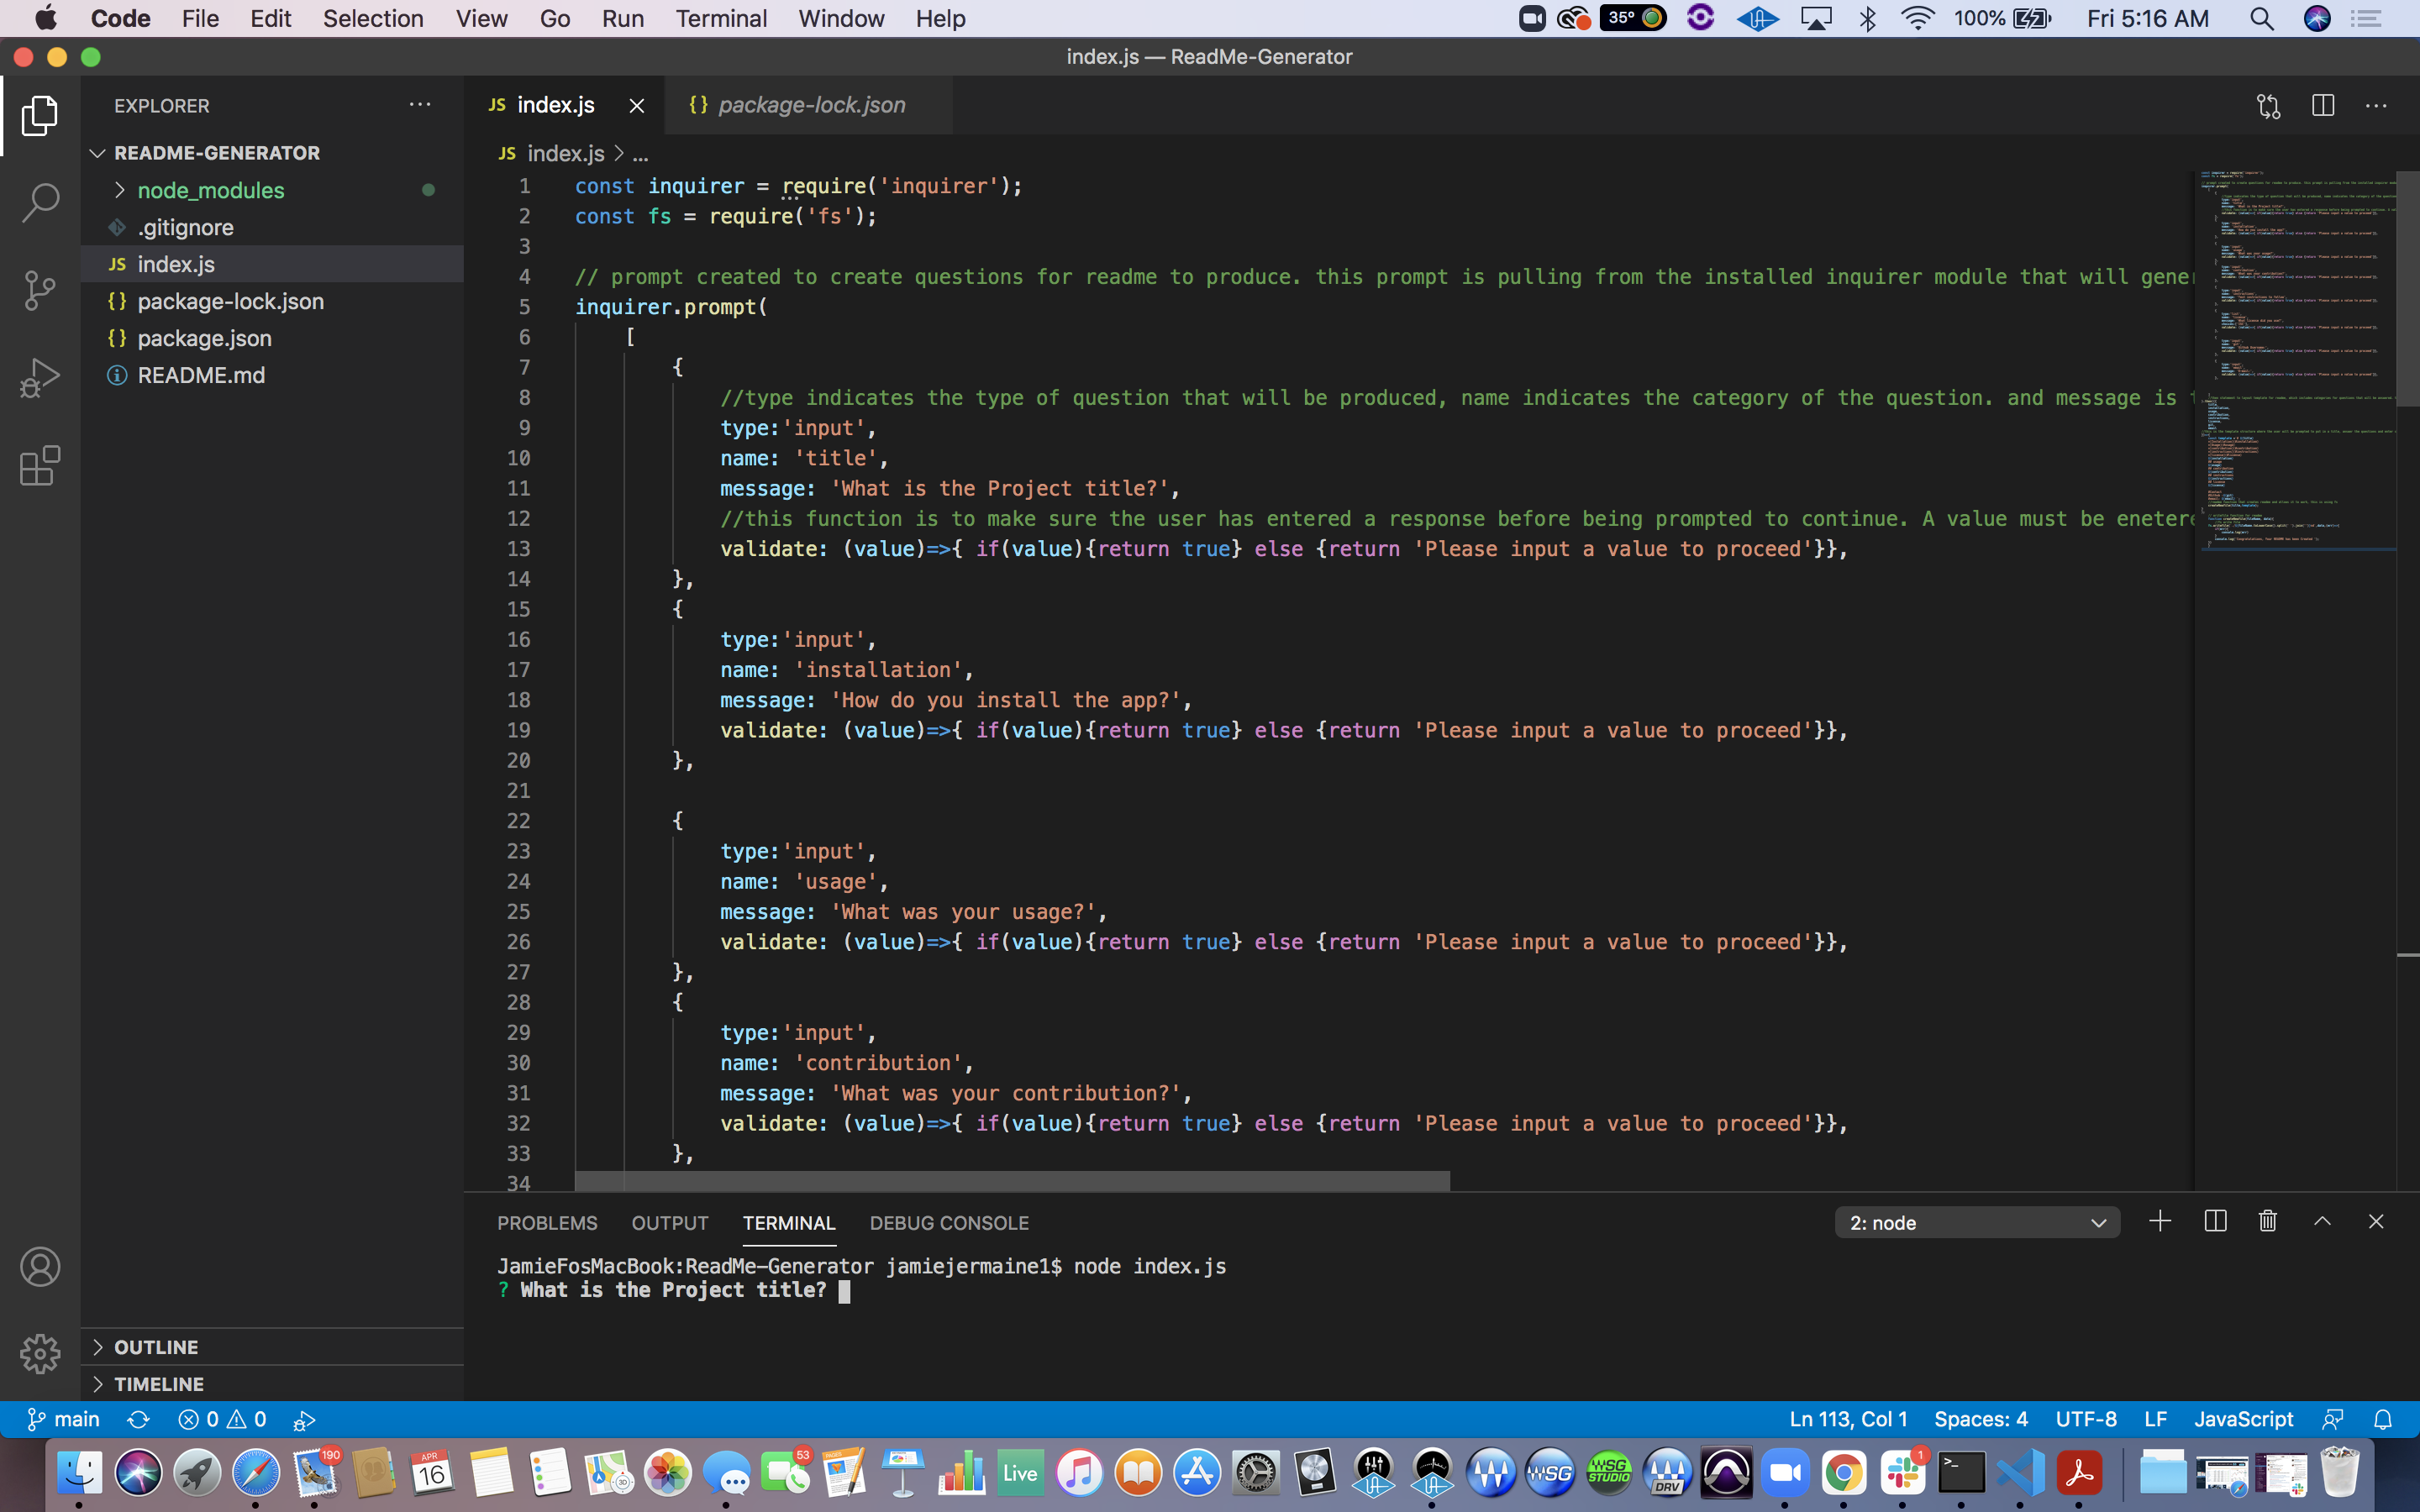 Code File Edit Selection View Go Run Terminal Window Help 35° 100% Fri 5:16 AM
index.js — ReadMe-Generator
EXPLORER
README-GENERATOR
node_modules
.gitignore
JS index.js
{} package-lock.json
{} package.json
README.md
OUTLINE
TIMELINE
JS index.js
{} package-lock.json
JS index.js > ...
1 const inquirer = require('inquirer');
2 const fs = require('fs');
3
4 // prompt created to create questions for readme to produce. this prompt is pulling from the installed inquirer module that will gener
5 inquirer.prompt(
6 [
7 {
8 //type indicates the type of question that will be produced, name indicates the category of the question. and message is
9 type:'input',
10 name: 'title',
11 message: 'What is the Project title?',
12 //this function is to make sure the user has entered a response before being prompted to continue. A value must be enetere
13 validate: (value)=>{ if(value){return true} else {return 'Please input a value to proceed'}},
14 },
15 {
16 type:'input',
17 name: 'installation',
18 message: 'How do you install the app?',
19 validate: (value)=>{ if(value){return true} else {return 'Please input a value to proceed'}},
20 },
21
22 {
23 type:'input',
24 name: 'usage',
25 message: 'What was your usage?',
26 validate: (value)=>{ if(value){return true} else {return 'Please input a value to proceed'}},
27 },
28 {
29 type:'input',
30 name: 'contribution',
31 message: 'What was your contribution?',
32 validate: (value)=>{ if(value){return true} else {return 'Please input a value to proceed'}},
33 },
34
PROBLEMS OUTPUT TERMINAL DEBUG CONSOLE 2: node
JamieFosMacBook:ReadMe-Generator jamiejermaine1$ node index.js
? What is the Project title?
main 0 0 Ln 113, Col 1 Spaces: 4 UTF-8 LF JavaScript
190 APR 16 3D 53 PAGES Live WSG WSG STUDIO DRV 1 >_